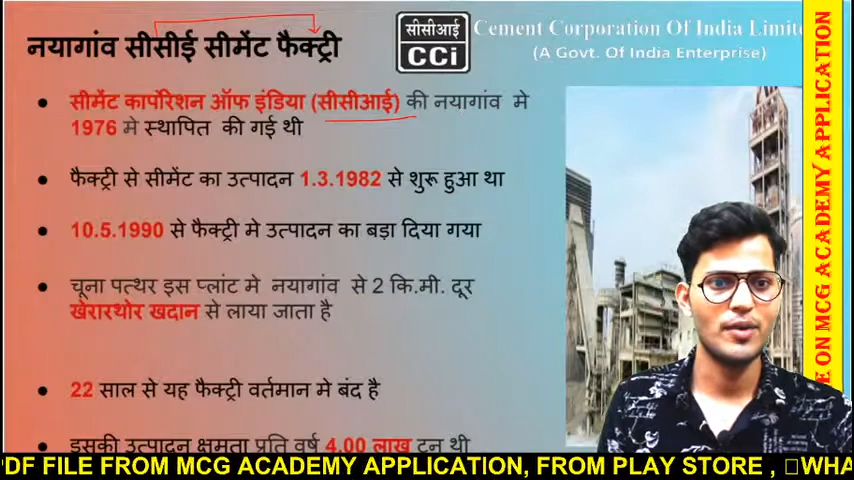 नयागांव सीसीई सीमेंट फैक्ट्री
सीसीआई
CCi
Cement Corporation Of India Limite
(A Govt. Of India Enterprise)
सीमेंट कार्पोरेशन ऑफ इंडिया (सीसीआई) की नयागांव मे
1976 मे स्थापित की गई थी
फैक्ट्री से सीमेंट का उत्पादन 1.3.1982 से शुरू हुआ था
10.5.1990 से फैक्ट्री मे उत्पादन का बड़ा दिया गया
चूना पत्थर इस प्लांट मे नयागांव से 2 कि.मी. दूर
खेरारथोर खदान से लाया जाता है
22 साल से यह फैक्ट्री वर्तमान मे बंद है
इसकी उत्पादन क्षमता प्रति वर्ष 4.00 लाख टन थी
E ON MCG ACADEMY APPLICATION
PDF FILE FROM MCG ACADEMY APPLICATION, FROM PLAY STORE , WHA